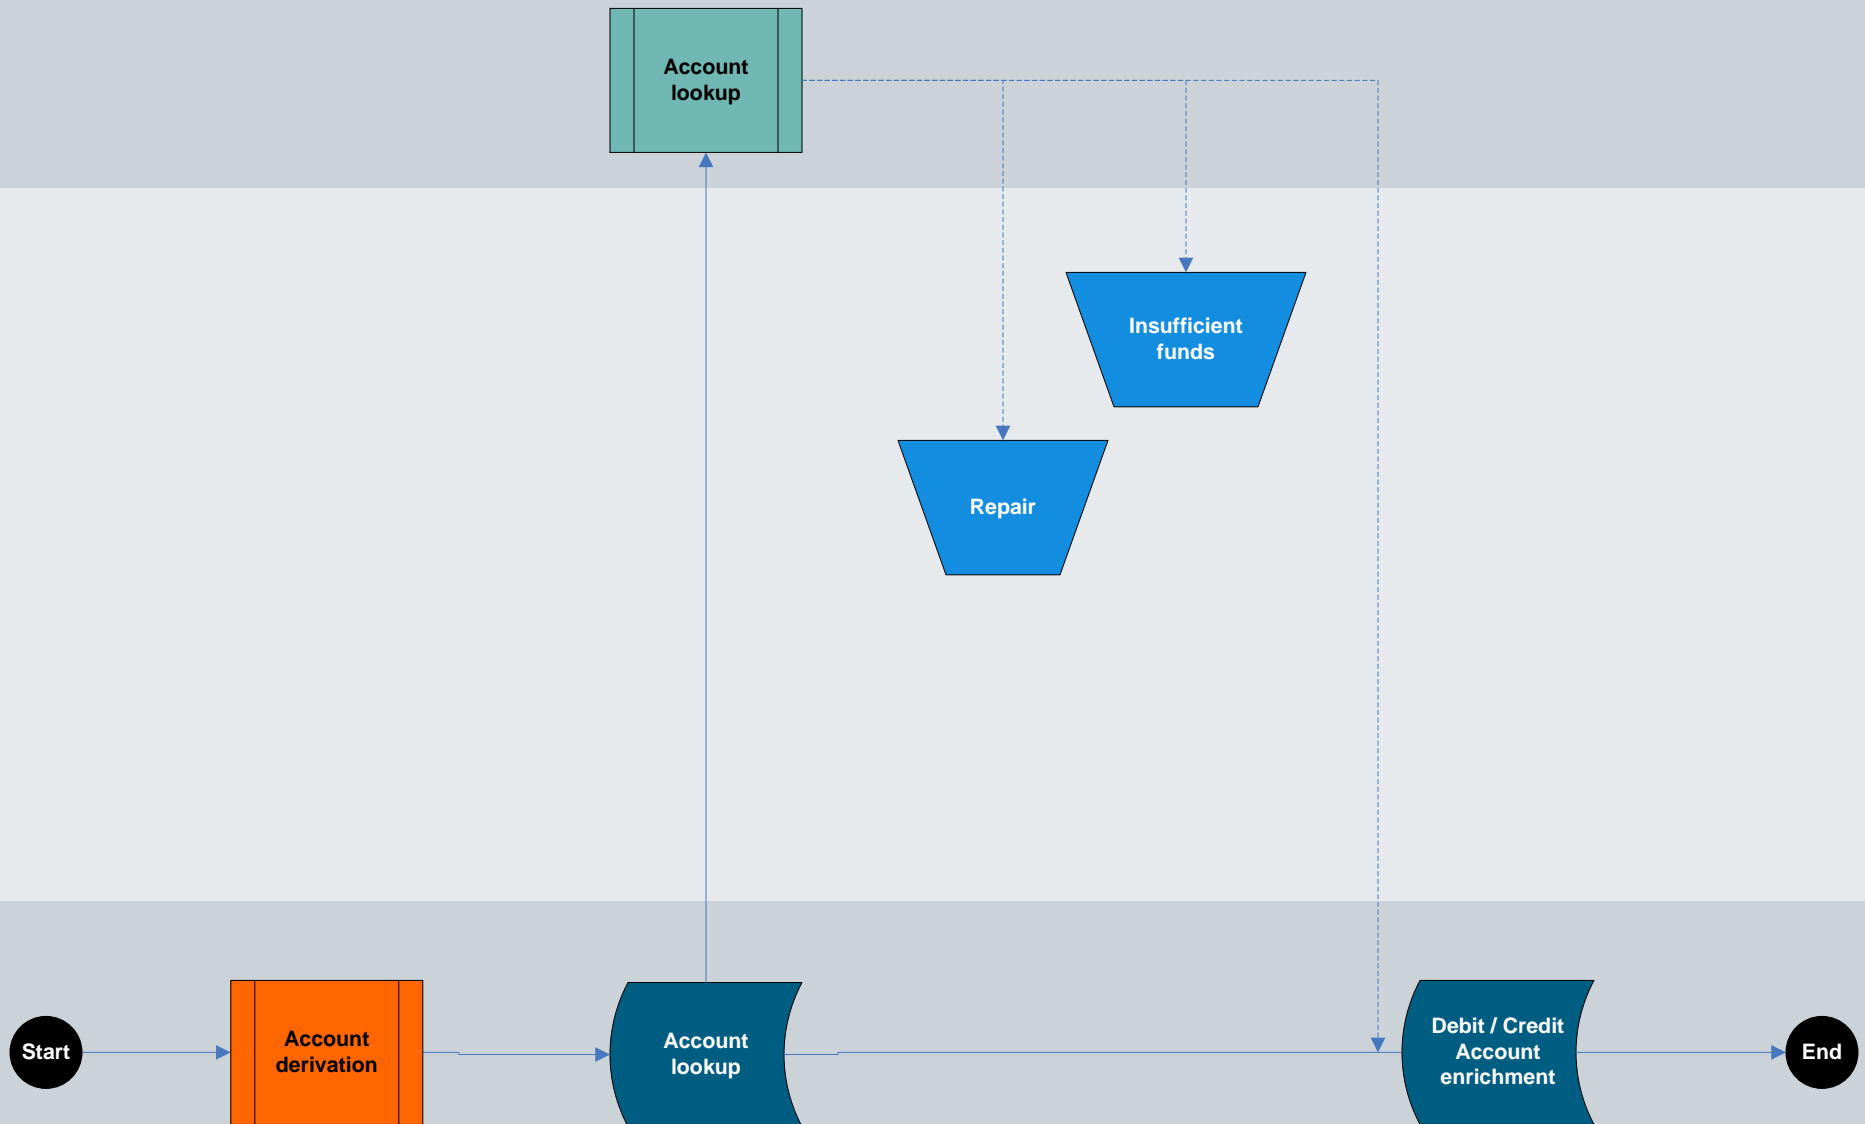 Account
lookup
Insufficient
funds
Repair
Start
Account
derivation
Account
lookup
Debit / Credit
Account
enrichment
End